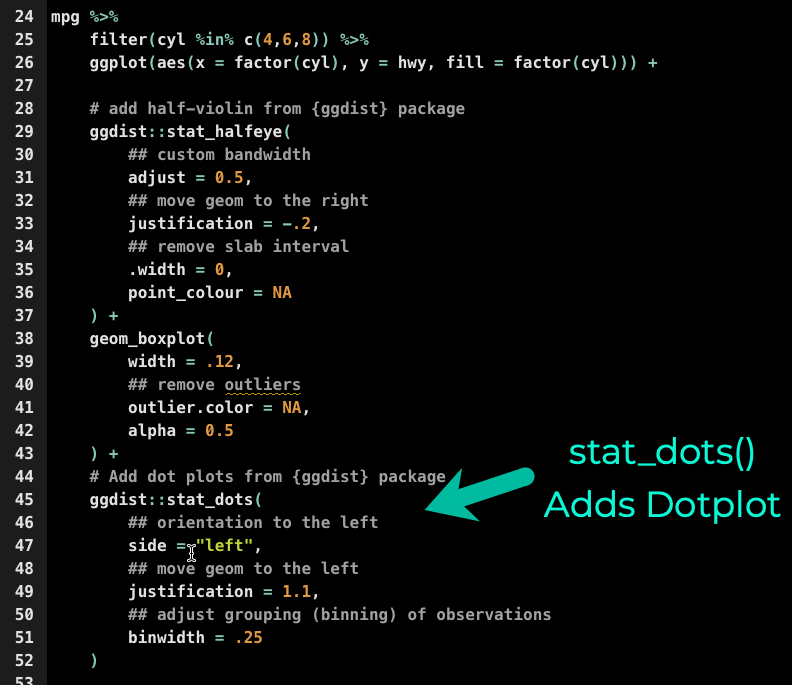 24 mpg %>%
25     filter(cyl %in% c(4,6,8)) %>%
26     ggplot(aes(x = factor(cyl), y = hwy, fill = factor(cyl))) +
27
28     # add half-violin from {ggdist} package
29     ggdist::stat_halfeye(
30         ## custom bandwidth
31         adjust = 0.5,
32         ## move geom to the right
33         justification = -.2,
34         ## remove slab interval
35         .width = 0,
36         point_colour = NA
37     ) +
38     geom_boxplot(
39         width = .12,
40         ## remove outliers
41         outlier.color = NA,
42         alpha = 0.5
43     ) +
44     # Add dot plots from {ggdist} package
45     ggdist::stat_dots(
46         ## orientation to the left
47         side = "left",
48         ## move geom to the left
49         justification = 1.1,
50         ## adjust grouping (binning) of observations
51         binwidth = .25
52     )
53
stat_dots()
Adds Dotplot